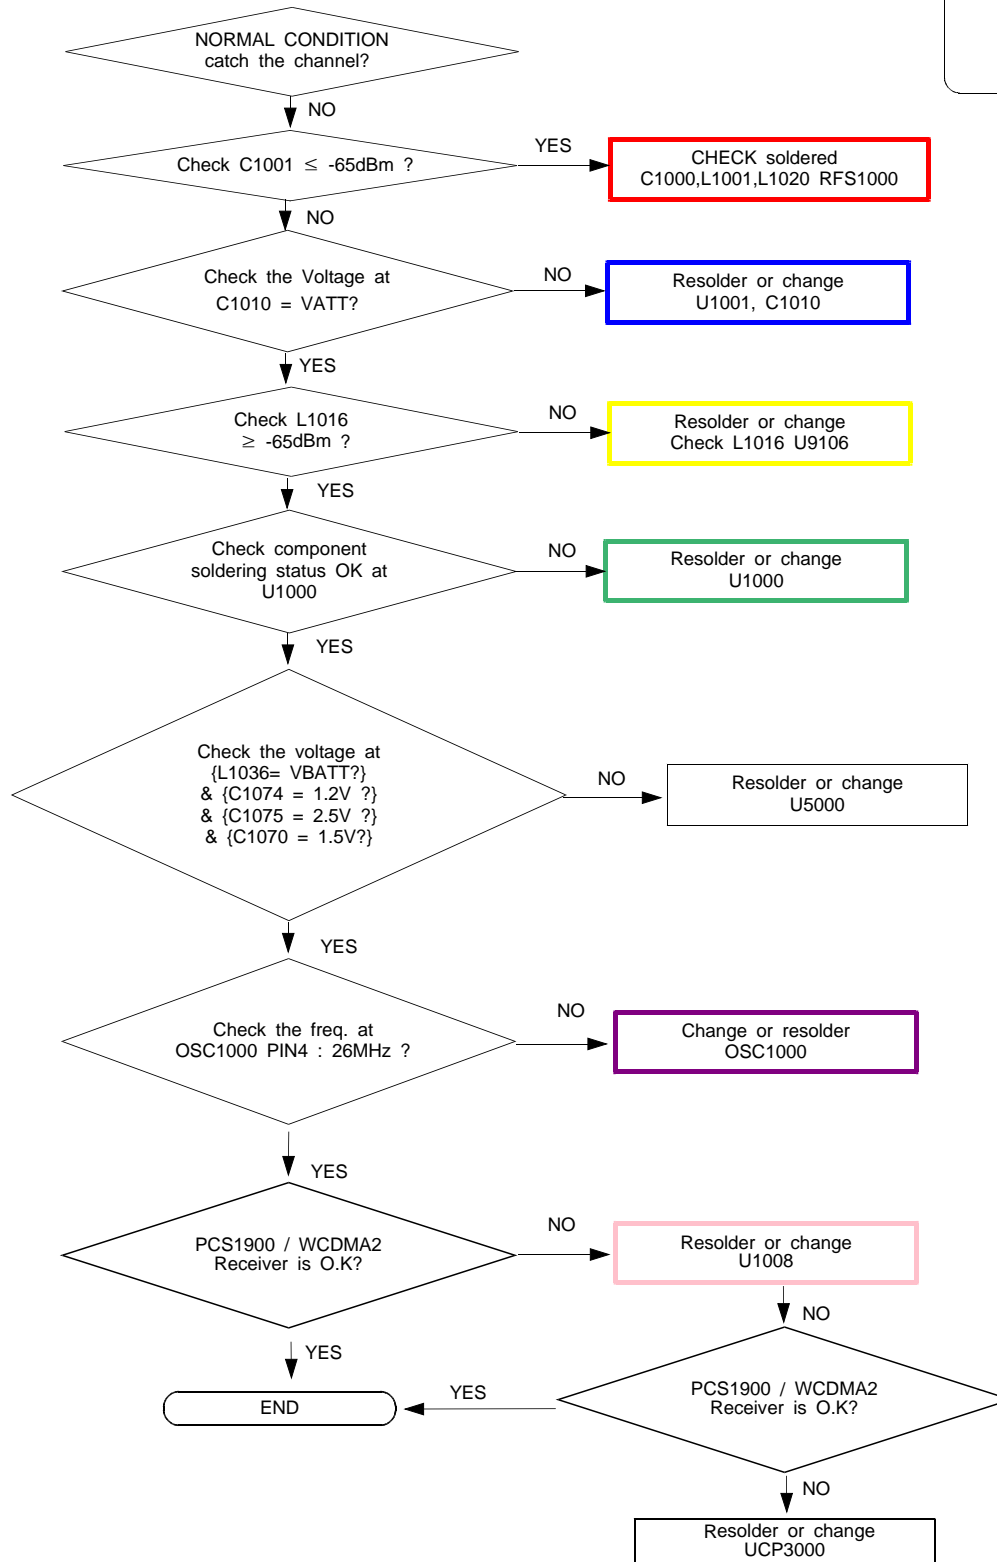 NORMAL CONDITION
catch the channel?
NO
Check C1001 ≤ -65dBm ?
YES
CHECK soldered
C1000,L1001,L1020 RFS1000
NO
Check the Voltage at
C1010 = VATT?
NO
Resolder or change
U1001, C1010
YES
Check L1016
≥ -65dBm ?
NO
Resolder or change
Check L1016 U9106
YES
Check component
soldering status OK at
U1000
NO
Resolder or change
U1000
YES
Check the voltage at
{L1036= VBATT?}
& {C1074 = 1.2V ?}
& {C1075 = 2.5V ?}
& {C1070 = 1.5V?}
NO
Resolder or change
U5000
YES
Check the freq. at
OSC1000 PIN4 : 26MHz ?
NO
Change or resolder
OSC1000
YES
PCS1900 / WCDMA2
Receiver is O.K?
NO
Resolder or change
U1008
NO
YES
END
YES
PCS1900 / WCDMA2
Receiver is O.K?
NO
Resolder or change
UCP3000